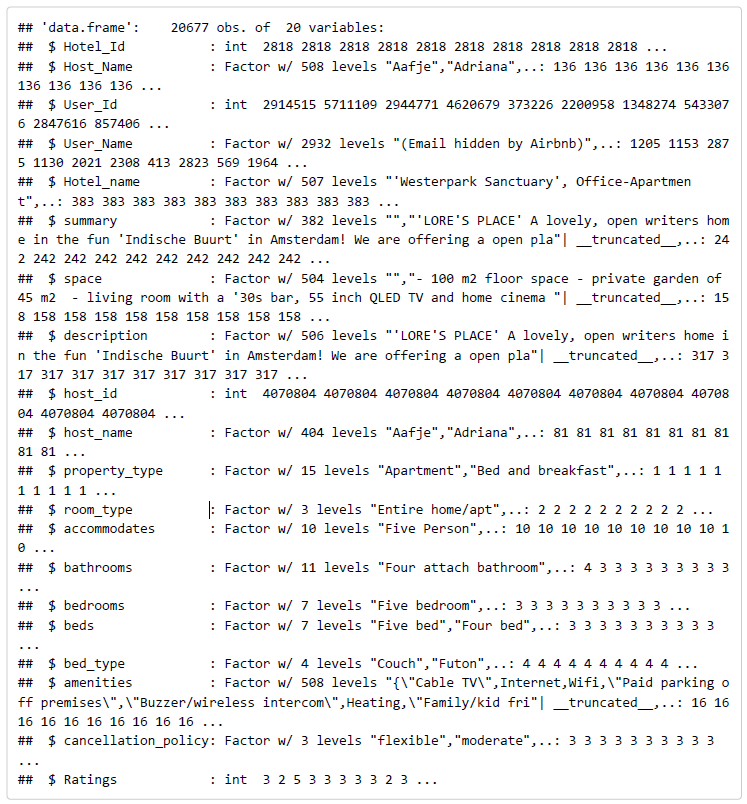 ## 'data.frame':    20677 obs. of  20 variables:
##  $ Hotel_Id           : int  2818 2818 2818 2818 2818 2818 2818 2818 2818 2818 ...
##  $ Host_Name          : Factor w/ 508 levels "Aafje","Adriana",..: 136 136 136 136 136 136
136 136 136 136 ...
##  $ User_Id            : int  2914515 5711109 2944771 4620679 373226 2200958 1348274 543307
6 2847616 857406 ...
##  $ User_Name          : Factor w/ 2932 levels "(Email hidden by Airbnb)",..: 1205 1153 287
5 1130 2021 2308 413 2823 569 1964 ...
##  $ Hotel_name         : Factor w/ 507 levels "'Westerpark Sanctuary', Office-Apartmen
t",..: 383 383 383 383 383 383 383 383 383 383 ...
##  $ summary            : Factor w/ 382 levels "","'LORE'S PLACE' A lovely, open writers hom
e in the fun 'Indische Buurt' in Amsterdam! We are offering a open pla"| __truncated__,..: 24
2 242 242 242 242 242 242 242 242 242 ...
##  $ space              : Factor w/ 504 levels "","- 100 m2 floor space - private garden of
45 m2  - living room with a '30s bar, 55 inch QLED TV and home cinema "| __truncated__,..: 15
8 158 158 158 158 158 158 158 158 158 ...
##  $ description        : Factor w/ 506 levels "'LORE'S PLACE' A lovely, open writers home i
n the fun 'Indische Buurt' in Amsterdam! We are offering a open pla"| __truncated__,..: 317 3
17 317 317 317 317 317 317 317 317 ...
##  $ host_id            : int  4070804 4070804 4070804 4070804 4070804 4070804 4070804 40708
04 4070804 4070804 ...
##  $ host_name          : Factor w/ 404 levels "Aafje","Adriana",..: 81 81 81 81 81 81 81 81
81 81 ...
##  $ property_type      : Factor w/ 15 levels "Apartment","Bed and breakfast",..: 1 1 1 1 1
1 1 1 1 1 ...
##  $ room_type          : Factor w/ 3 levels "Entire home/apt",..: 2 2 2 2 2 2 2 2 2 2 ...
##  $ accommodates       : Factor w/ 10 levels "Five Person",..: 10 10 10 10 10 10 10 10 10 1
0 ...
##  $ bathrooms          : Factor w/ 11 levels "Four attach bathroom",..: 4 3 3 3 3 3 3 3 3 3
...
##  $ bedrooms           : Factor w/ 7 levels "Five bedroom",..: 3 3 3 3 3 3 3 3 3 3 ...
##  $ beds               : Factor w/ 7 levels "Five bed","Four bed",..: 3 3 3 3 3 3 3 3 3 3
...
##  $ bed_type           : Factor w/ 4 levels "Couch","Futon",..: 4 4 4 4 4 4 4 4 4 4 ...
##  $ amenities          : Factor w/ 508 levels "{\"Cable TV\",Internet,Wifi,\"Paid parking o
ff premises\",\"Buzzer/wireless intercom\",Heating,\"Family/kid fri"| __truncated__,..: 16 16
16 16 16 16 16 16 16 16 ...
##  $ cancellation_policy: Factor w/ 3 levels "flexible","moderate",..: 3 3 3 3 3 3 3 3 3 3
...
##  $ Ratings            : int  3 2 5 3 3 3 3 3 2 3 ...